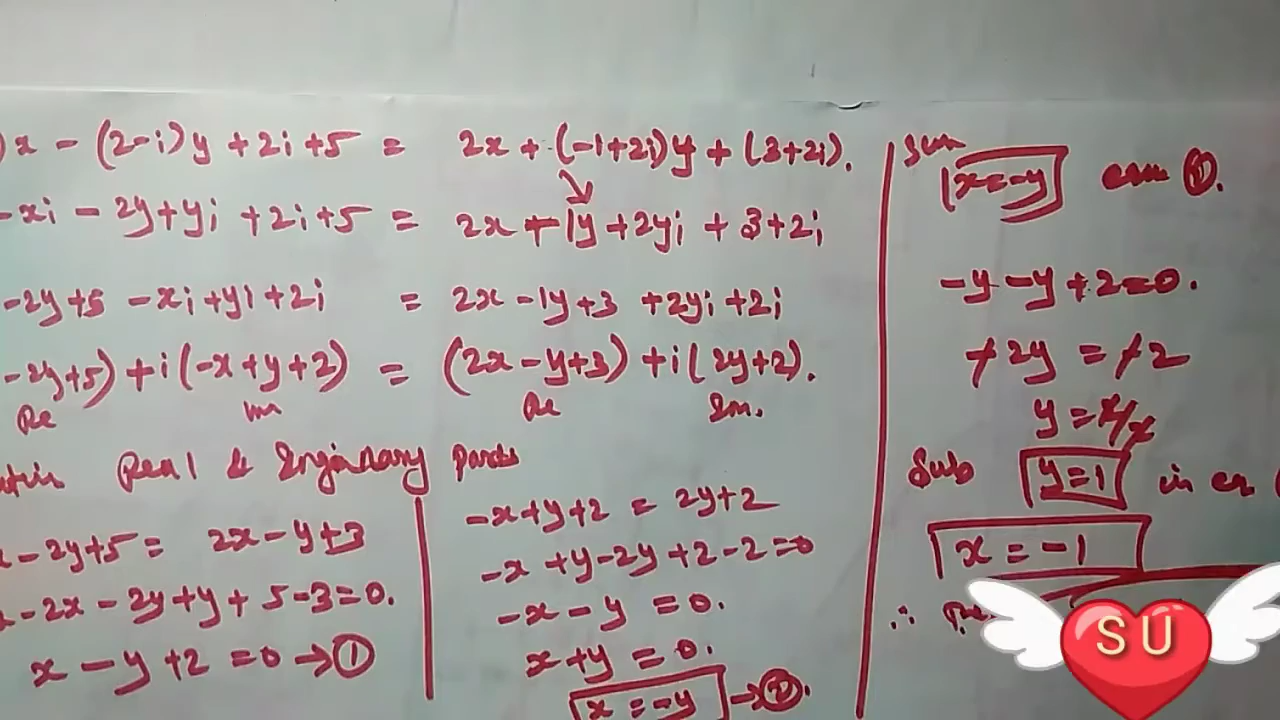 )x - (2-i)y + 2i + 5 = 2x + (-1+2i)y + (3+2i).
-xi - 2y + yi + 2i + 5 = 2x - 1y + 2yi + 3 + 2i
-2y+5 -xi+yi+2i = 2x - 1y + 3 + 2yi + 2i
-2y+5) + i(-x+y+2) = (2x-y+3) + i(2y+2).
Re Im Re Im.
Real & Imaginary parts
x - 2y + 5 = 2x - y + 3
x - 2x - 2y + y + 5 - 3 = 0.
x - y + 2 = 0 → ①
-x+y+2 = 2y+2
-x + y - 2y + 2 - 2 = 0
-x - y = 0.
x + y = 0.
x = -y → ②.
Sub
x = -y
-y - y + 2 = 0.
-2y = -2
y = 2/2
Sub y = 1 in
x = -1
∴
SU